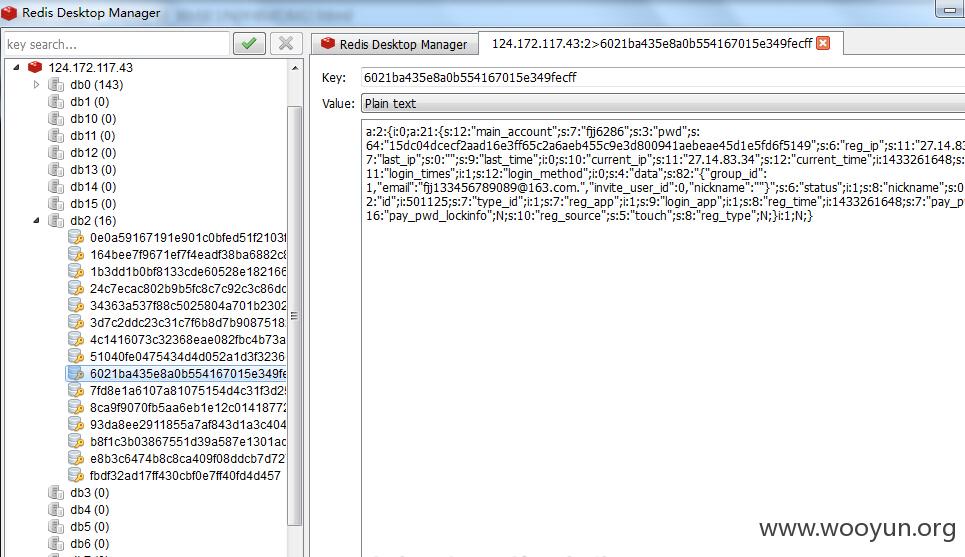 Redis Desktop Manager
key search...
Redis Desktop Manager
124.172.117.43:2>6021ba435e8a0b554167015e349fecff
124.172.117.43
db0 (143)
db1 (0)
db10 (0)
db11 (0)
db12 (0)
db13 (0)
db14 (0)
db15 (0)
db2 (16)
0e0a59167191e901c0bfed51f2103f
164bee7f9671ef7f4eadf38ba6882c8
1b3dd1b0bf8133cde60528e182166
24c7ecac802b9b5fc8c7c92c3c86dc
34363a537f88c5025804a701b2302
3d7c2ddc23c31c7f6b8d7b9087518
4c1416073c32368eae082fbc4b73a
51040fe0475434d4d052a1d3f3236
6021ba435e8a0b554167015e349fe
7fd8e1a6107a81075154d4c31f3d25
8ca9f9070fb5aa6eb1e12c01418772
93da8ee2911855a7af843d1a3c404
b8f1c3b03867551d39a587e1301ac
e8b3c6474b8c8ca409f08ddcb7d72
fbdf32ad17ff430cbf0e7ff40fd4d457
db3 (0)
db4 (0)
db5 (0)
db6 (0)
Key:
6021ba435e8a0b554167015e349fecff
Value:
Plain text
a:2:{i:0;a:21:{s:12:"main_account";s:7:"fjj6286";s:3:"pwd";s:
64:"15dc04dcecf2aad16e3ff65c2a6aeb455c9e3d800941aebeae45d1e5fd6f5149";s:6:"reg_ip";s:11:"27.14.83
7:"last_ip";s:0:"";s:9:"last_time";i:0;s:10:"current_ip";s:11:"27.14.83.34";s:12:"current_time";i:1433261648;s:
11:"login_times";i:1;s:12:"login_method";i:0;s:4:"data";s:82:"{"group_id":
1,"email":"fjj133456789089@163.com.","invite_user_id":0,"nickname":""}";s:6:"status";i:1;s:8:"nickname";s:0
2:"id";i:501125;s:7:"type_id";i:1;s:7:"reg_app";i:1;s:9:"login_app";i:1;s:8:"reg_time";i:1433261648;s:7:"pay_p
16:"pay_pwd_lockinfo";N;s:10:"reg_source";s:5:"touch";s:8:"reg_type";N;}i:1;N;}
www.wooyun.org